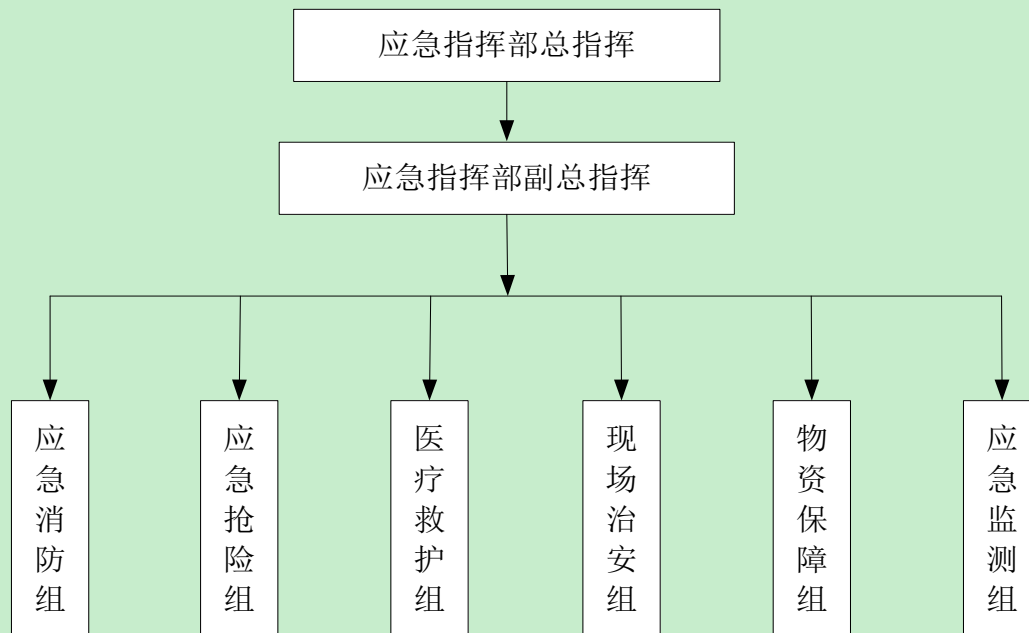 应急指挥部总指挥
应急指挥部副总指挥
应急消防组
应急抢险组
医疗救护组
现场治安组
物资保障组
应急监测组